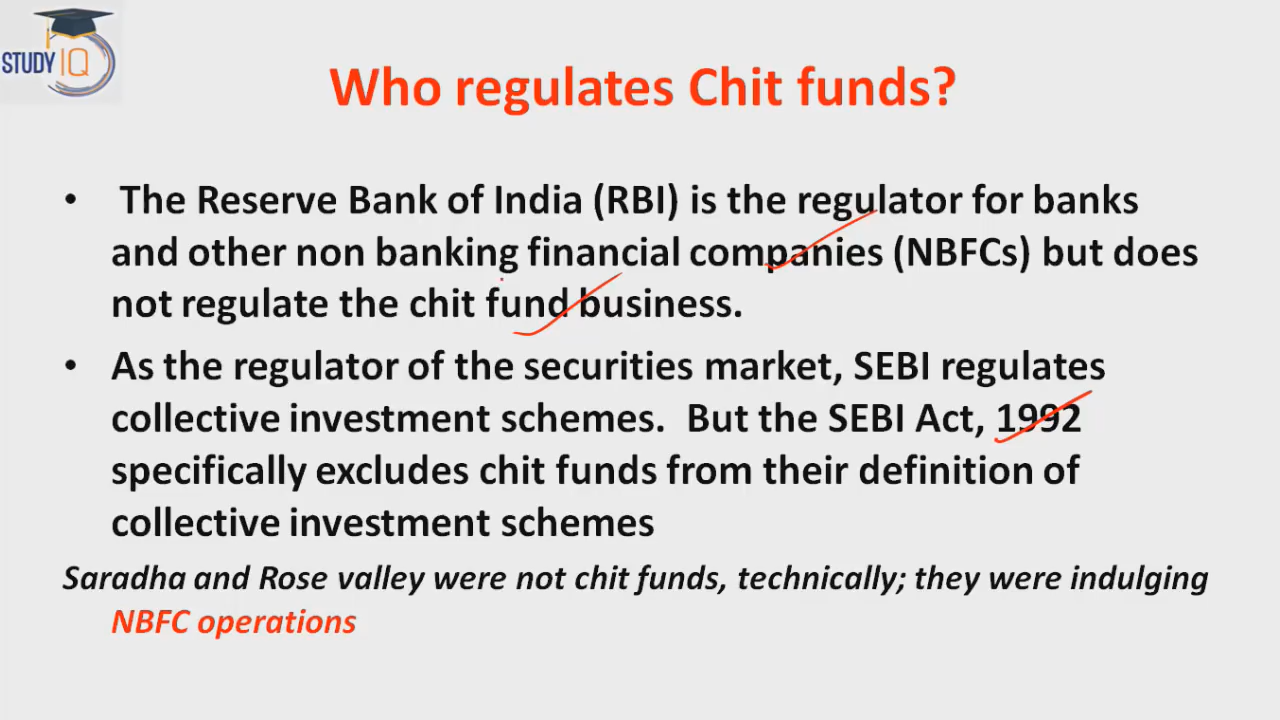 STUDY IQ
Who regulates Chit funds?
• The Reserve Bank of India (RBI) is the regulator for banks
and other non banking financial companies (NBFCs) but does
not regulate the chit fund business.
• As the regulator of the securities market, SEBI regulates
collective investment schemes. But the SEBI Act, 1992
specifically excludes chit funds from their definition of
collective investment schemes
Saradha and Rose valley were not chit funds, technically; they were indulging
NBFC operations